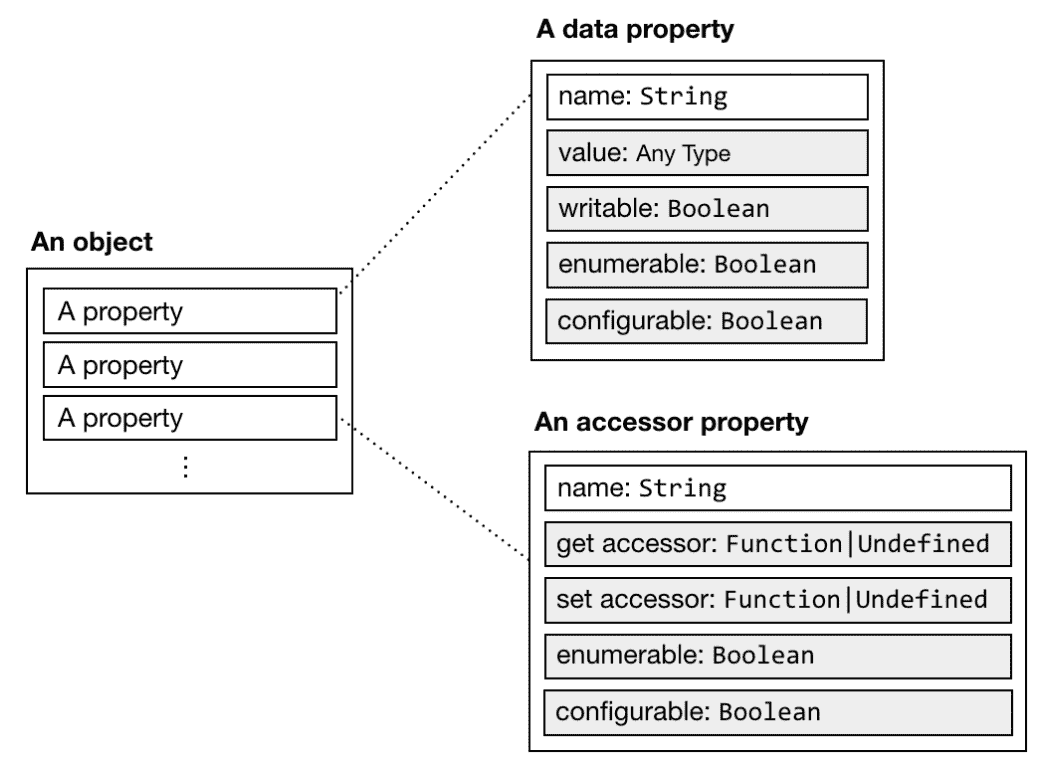 A data property
name: String
value: Any Type
writable: Boolean
enumerable: Boolean
configurable: Boolean
An object
A property
A property
A property
⋮
An accessor property
name: String
get accessor: Function|Undefined
set accessor: Function|Undefined
enumerable: Boolean
configurable: Boolean